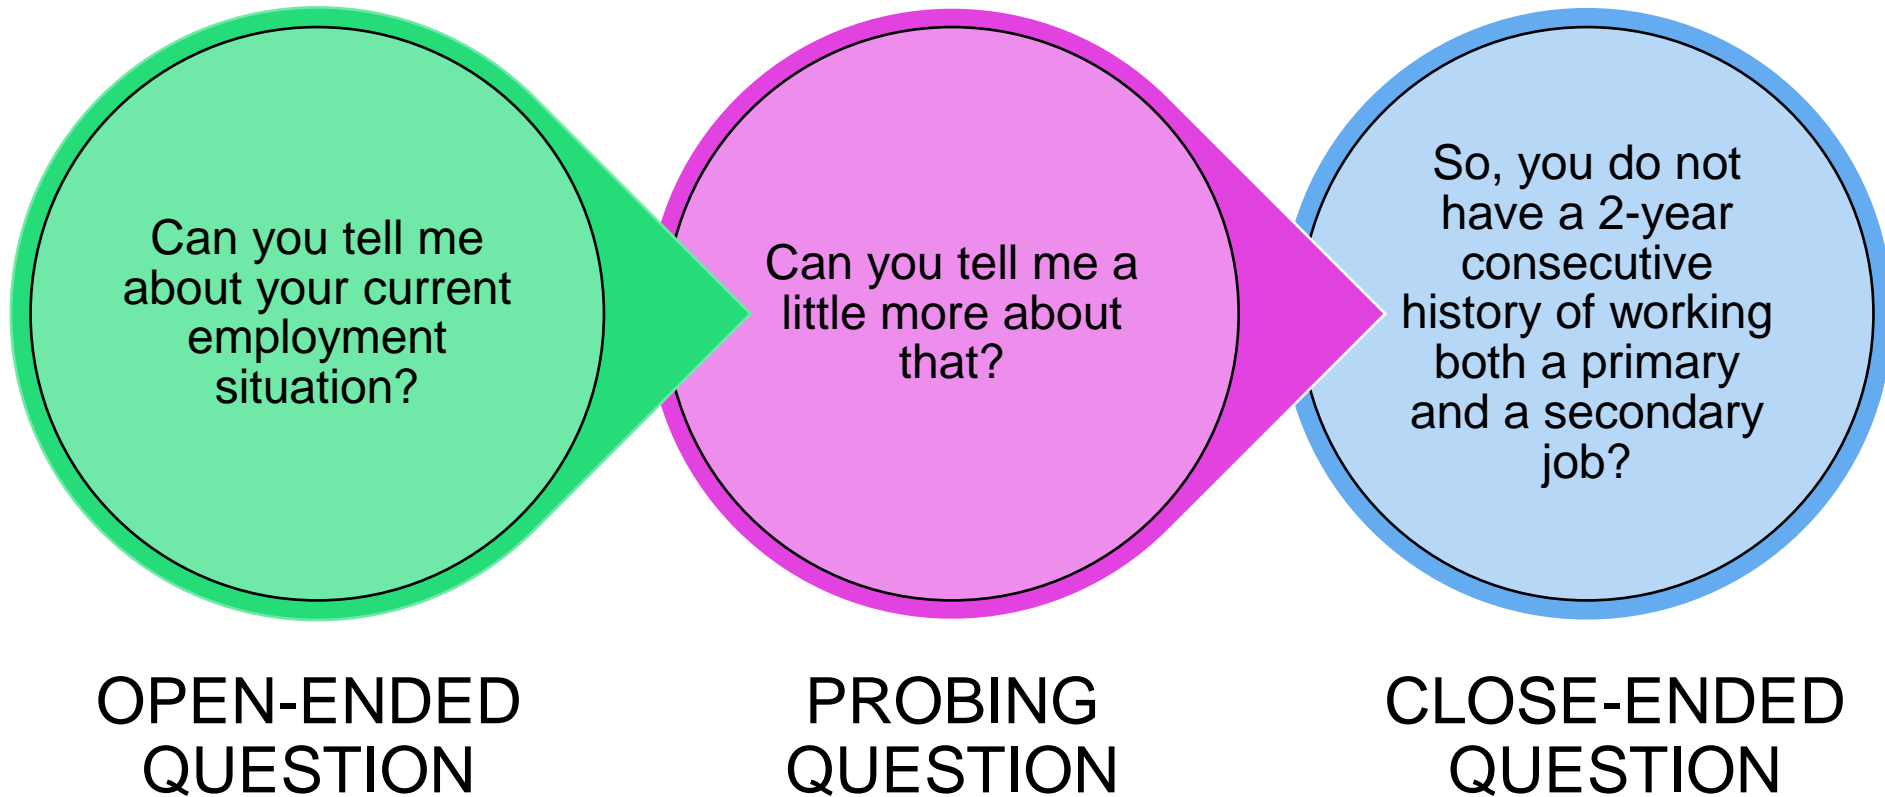 Can you tell me
about your current
employment
situation?
Can you tell me a
little more about
that?
So, you do not
have a 2-year
consecutive
history of working
both a primary
and a secondary
job?
OPEN-ENDED
QUESTION
PROBING
QUESTION
CLOSE-ENDED
QUESTION